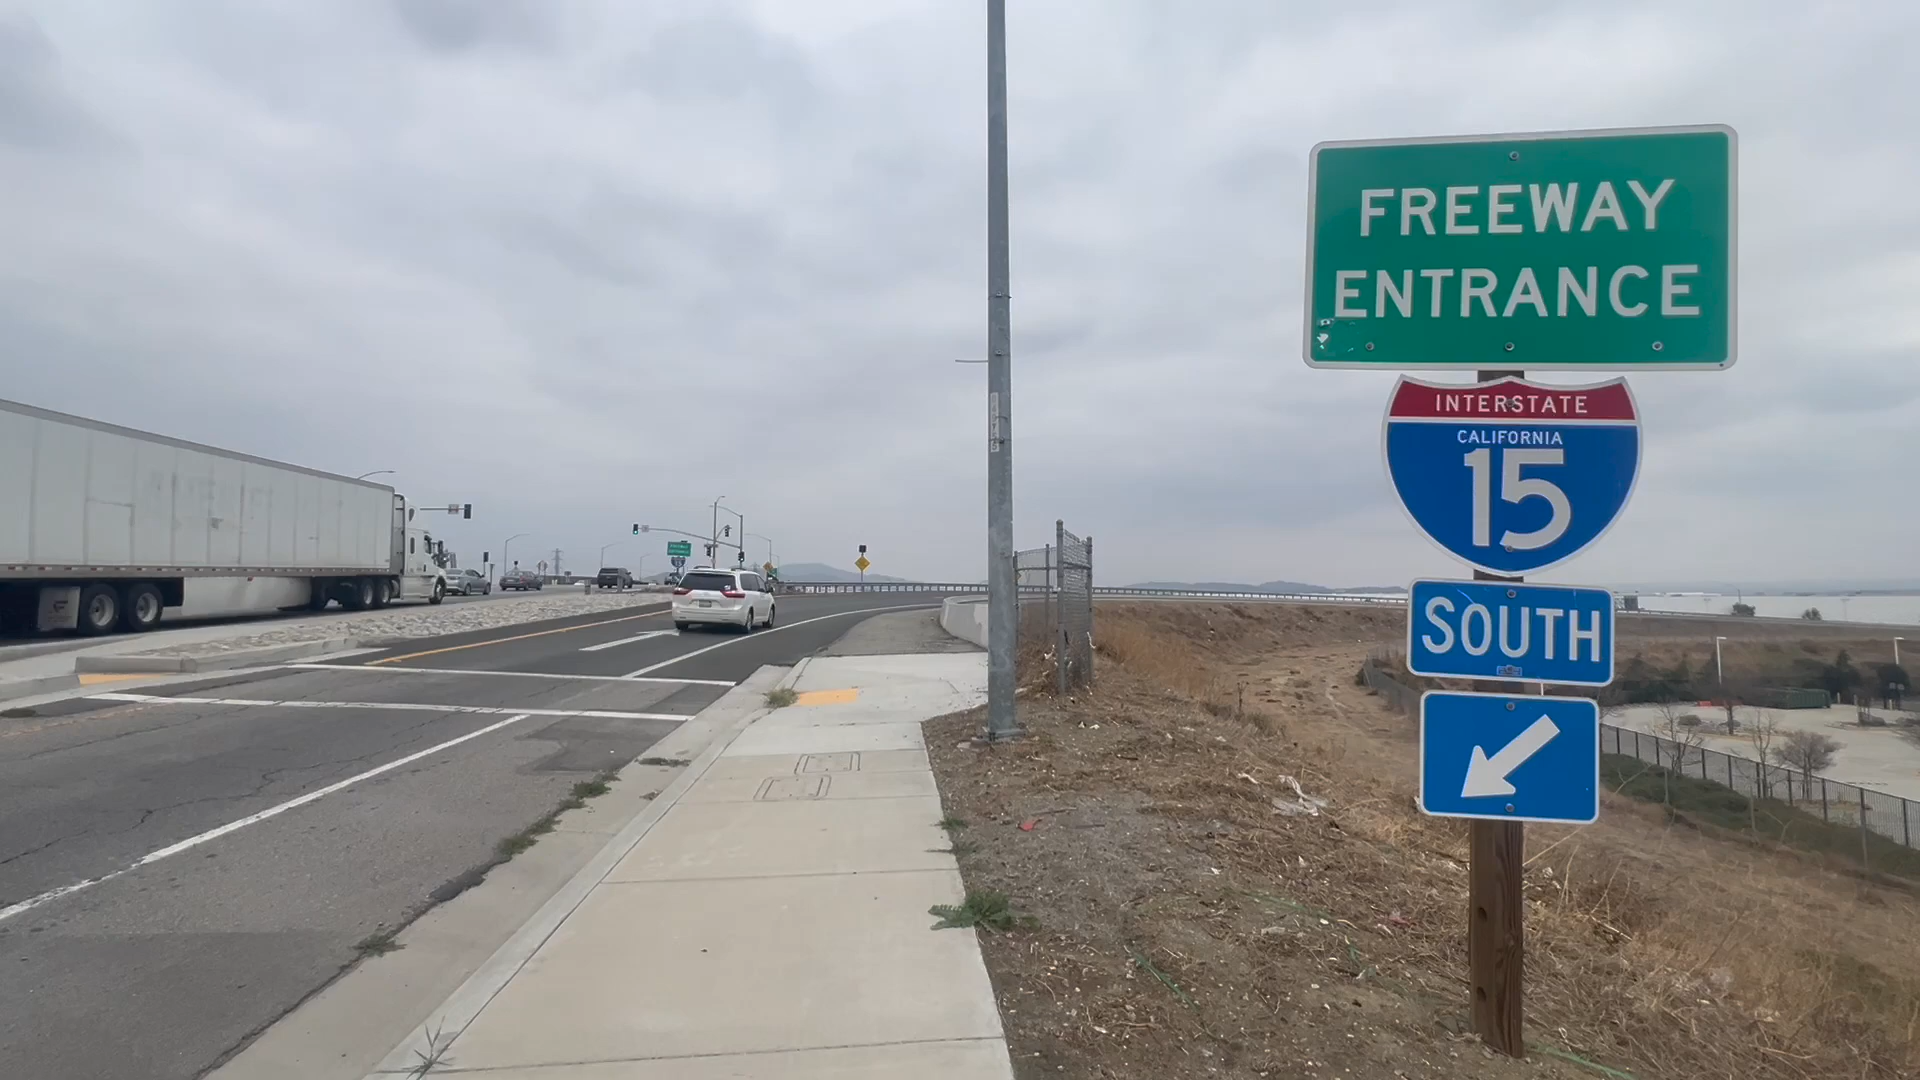 FREEWAY
ENTRANCE
INTERSTATE
CALIFORNIA
15
SOUTH